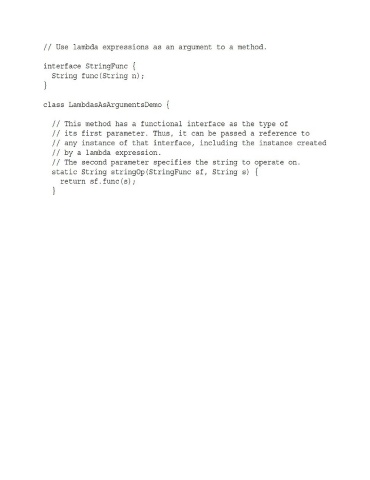 // Use lambda expressions as an argument to a method.
interface StringFunc {
String func(String n);
}
class LambdasAsArgumentsDemo {
// This method has a functional interface as the type of
// its first parameter. Thus, it can be passed a reference to
// any instance of that interface, including the instance created
// by a lambda expression.
// The second parameter specifies the string to operate on.
static String stringOp(StringFunc sf, String s) {
return sf.func(s);
}